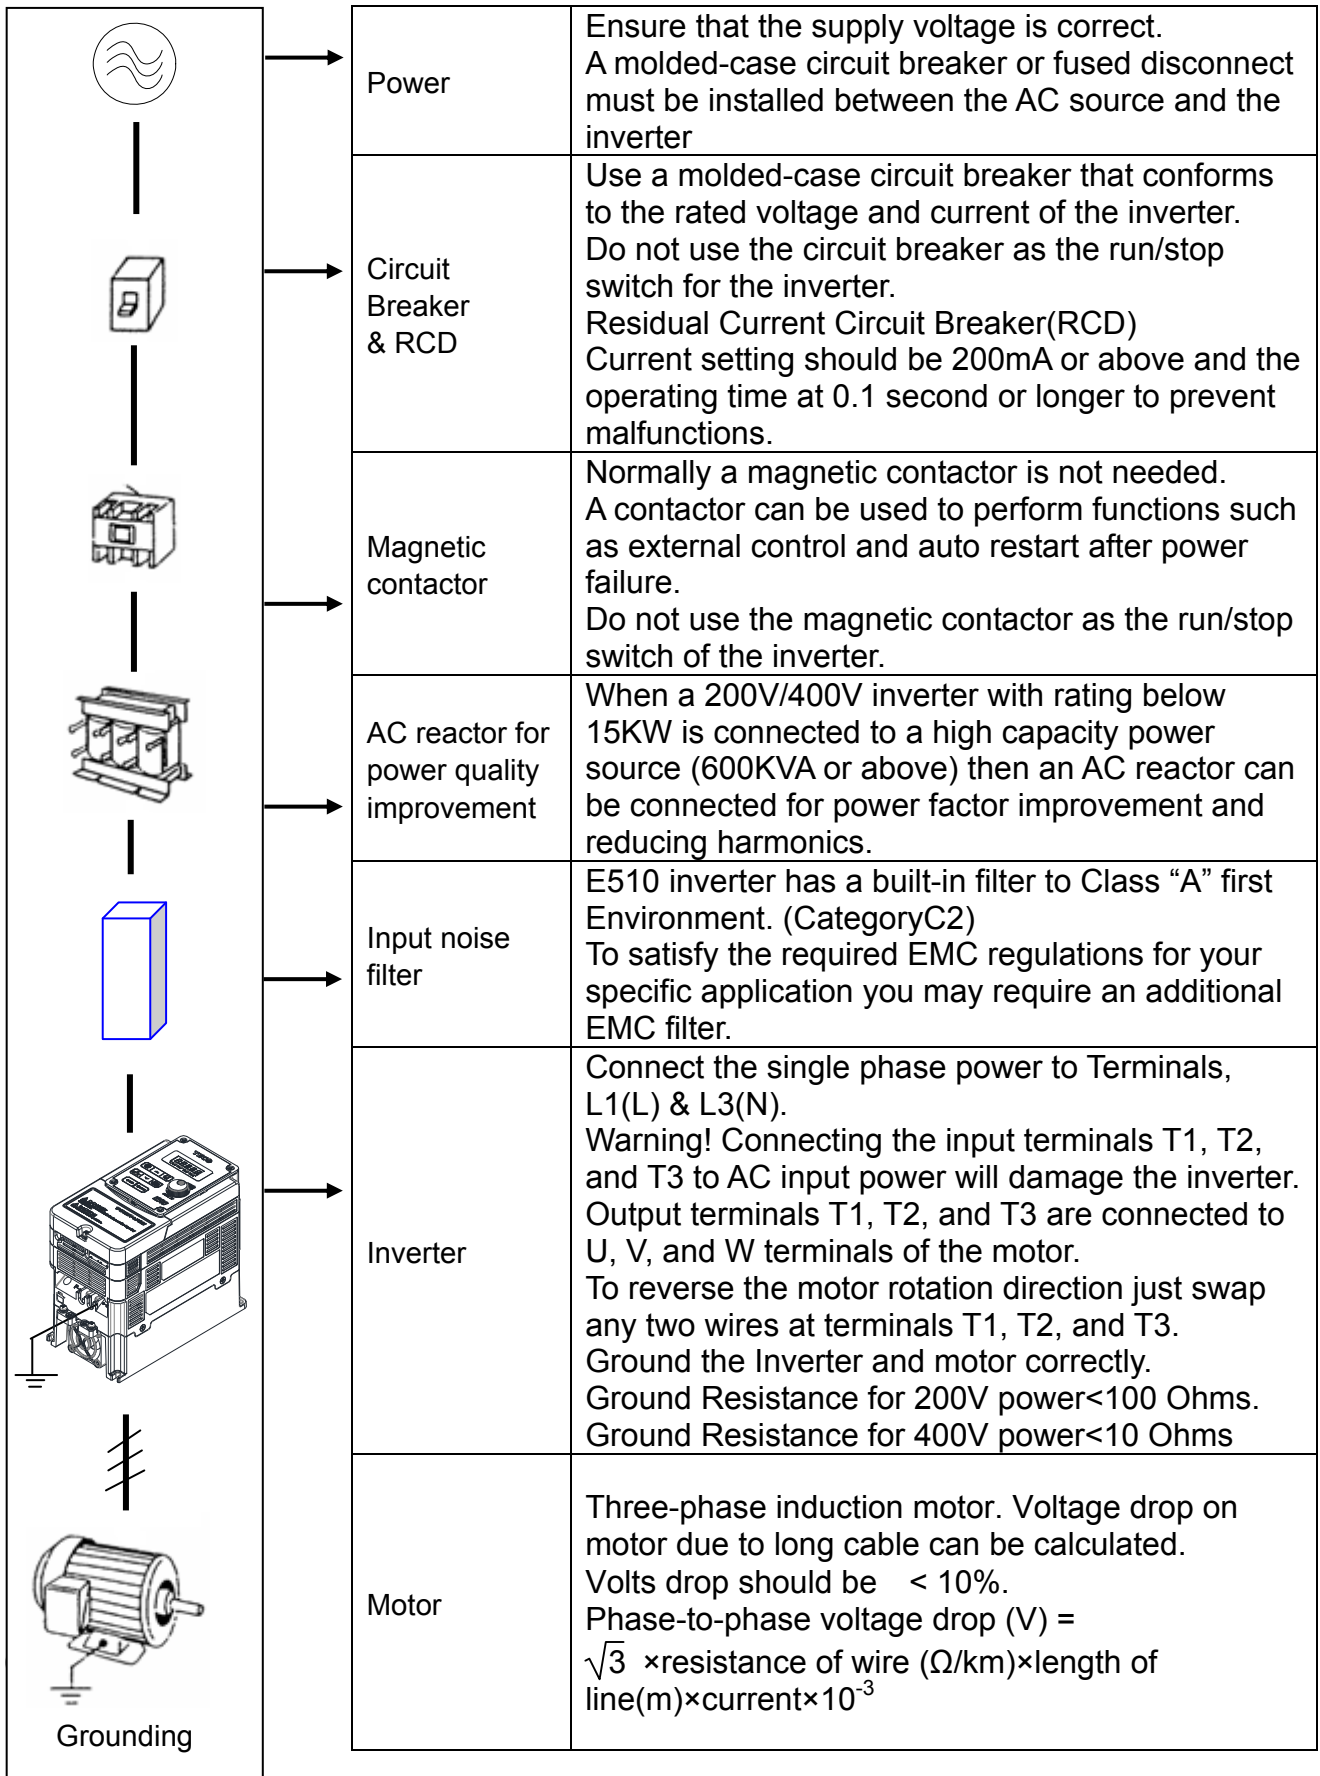 Power
Ensure that the supply voltage is correct.
A molded-case circuit breaker or fused disconnect
must be installed between the AC source and the
inverter
Circuit
Breaker
& RCD
Use a molded-case circuit breaker that conforms
to the rated voltage and current of the inverter.
Do not use the circuit breaker as the run/stop
switch for the inverter.
Residual Current Circuit Breaker(RCD)
Current setting should be 200mA or above and the
operating time at 0.1 second or longer to prevent
malfunctions.
Magnetic
contactor
Normally a magnetic contactor is not needed.
A contactor can be used to perform functions such
as external control and auto restart after power
failure.
Do not use the magnetic contactor as the run/stop
switch of the inverter.
AC reactor for
power quality
improvement
When a 200V/400V inverter with rating below
15KW is connected to a high capacity power
source (600KVA or above) then an AC reactor can
be connected for power factor improvement and
reducing harmonics.
Input noise
filter
E510 inverter has a built-in filter to Class “A” first
Environment. (CategoryC2)
To satisfy the required EMC regulations for your
specific application you may require an additional
EMC filter.
Inverter
Connect the single phase power to Terminals,
L1(L) & L3(N).
Warning! Connecting the input terminals T1, T2,
and T3 to AC input power will damage the inverter.
Output terminals T1, T2, and T3 are connected to
U, V, and W terminals of the motor.
To reverse the motor rotation direction just swap
any two wires at terminals T1, T2, and T3.
Ground the Inverter and motor correctly.
Ground Resistance for 200V power<100 Ohms.
Ground Resistance for 400V power<10 Ohms
Motor
Three-phase induction motor. Voltage drop on
motor due to long cable can be calculated.
Volts drop should be < 10%.
Phase-to-phase voltage drop (V) =
√3 ×resistance of wire (Ω/km)×length of
line(m)×current×10⁻³
Grounding